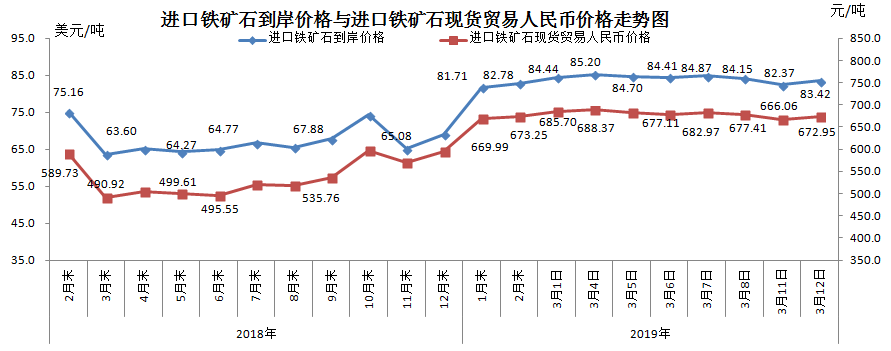 进口铁矿石到岸价格与进口铁矿石现货贸易人民币价格走势图
美元/吨
元/吨
进口铁矿石到岸价格
进口铁矿石现货贸易人民币价格
95.0
85.0
75.0
65.0
55.0
45.0
35.0
850.0
800.0
750.0
700.0
650.0
600.0
550.0
500.0
450.0
400.0
350.0
75.16
63.60
64.27
64.77
67.88
65.08
81.71
82.78
84.44
85.20
84.70
84.41
84.87
84.15
82.37
83.42
589.73
490.92
499.61
495.55
535.76
669.99
673.25
685.70
688.37
677.11
682.97
677.41
666.06
672.95
2月末
3月末
4月末
5月末
6月末
7月末
8月末
9月末
10月末
11月末
12月末
1月末
2月末
3月1日
3月4日
3月5日
3月6日
3月7日
3月8日
3月11日
3月12日
2018年
2019年